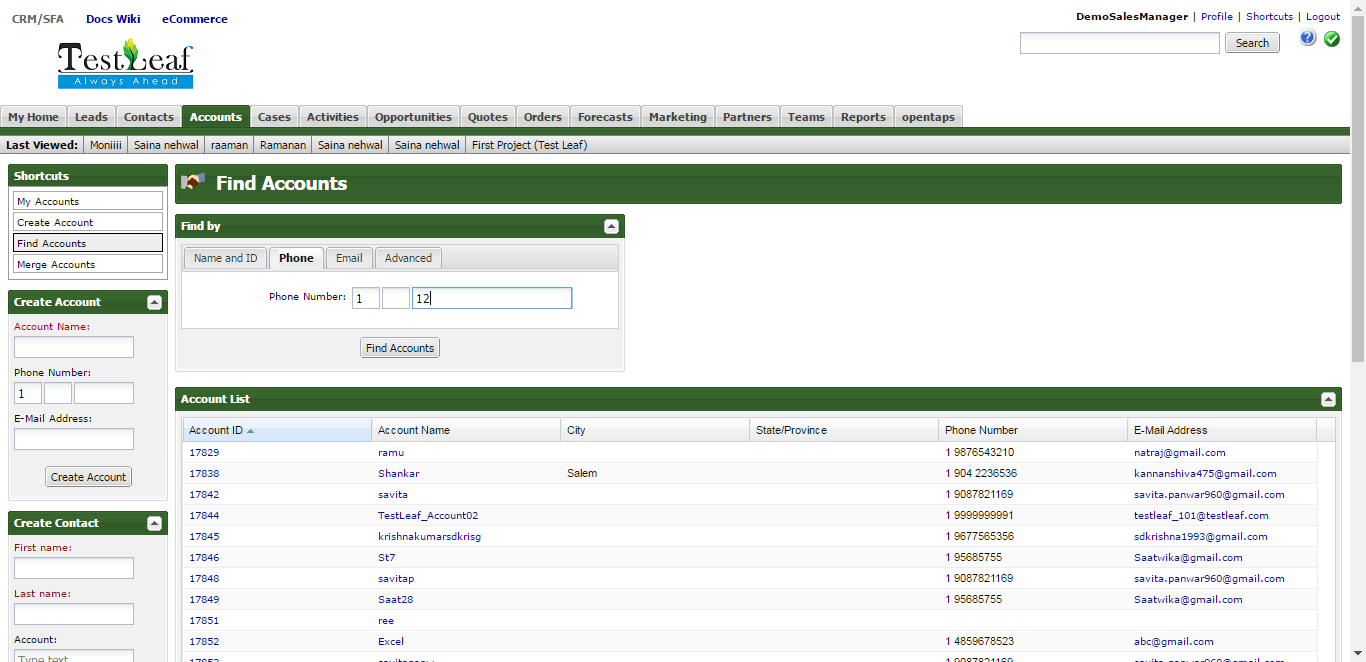 CRM/SFA Docs Wiki eCommerce
DemoSalesManager | Profile | Shortcuts | Logout
Search
TestLeaf
Always Ahead
My Home Leads Contacts Accounts Cases Activities Opportunities Quotes Orders Forecasts Marketing Partners Teams Reports opentaps
Last Viewed: Moniiii Saina nehwal raaman Ramanan Saina nehwal Saina nehwal First Project (Test Leaf)
Shortcuts
My Accounts
Create Account
Find Accounts
Merge Accounts
Create Account
Account Name:
Phone Number:
1
E-Mail Address:
Create Account
Create Contact
First name:
Last name:
Account:
Type text
Find Accounts
Find by
Name and ID Phone Email Advanced
Phone Number: 1 12
Find Accounts
Account List
Account ID Account Name City State/Province Phone Number E-Mail Address
17829 ramu 1 9876543210 natraj@gmail.com
17838 Shankar Salem 1 904 2236536 kannanshiva475@gmail.com
17842 savita 1 9087821169 savita.panwar960@gmail.com
17844 TestLeaf_Account02 1 9999999991 testleaf_101@testleaf.com
17845 krishnakumarsdkrisg 1 9677565356 sdkrishna1993@gmail.com
17846 St7 1 95685755 Saatwika@gmail.com
17848 savitap 1 9087821169 savita.panwar960@gmail.com
17849 Saat28 1 95685755 Saatwika@gmail.com
17851 ree
17852 Excel 1 4859678523 abc@gmail.com